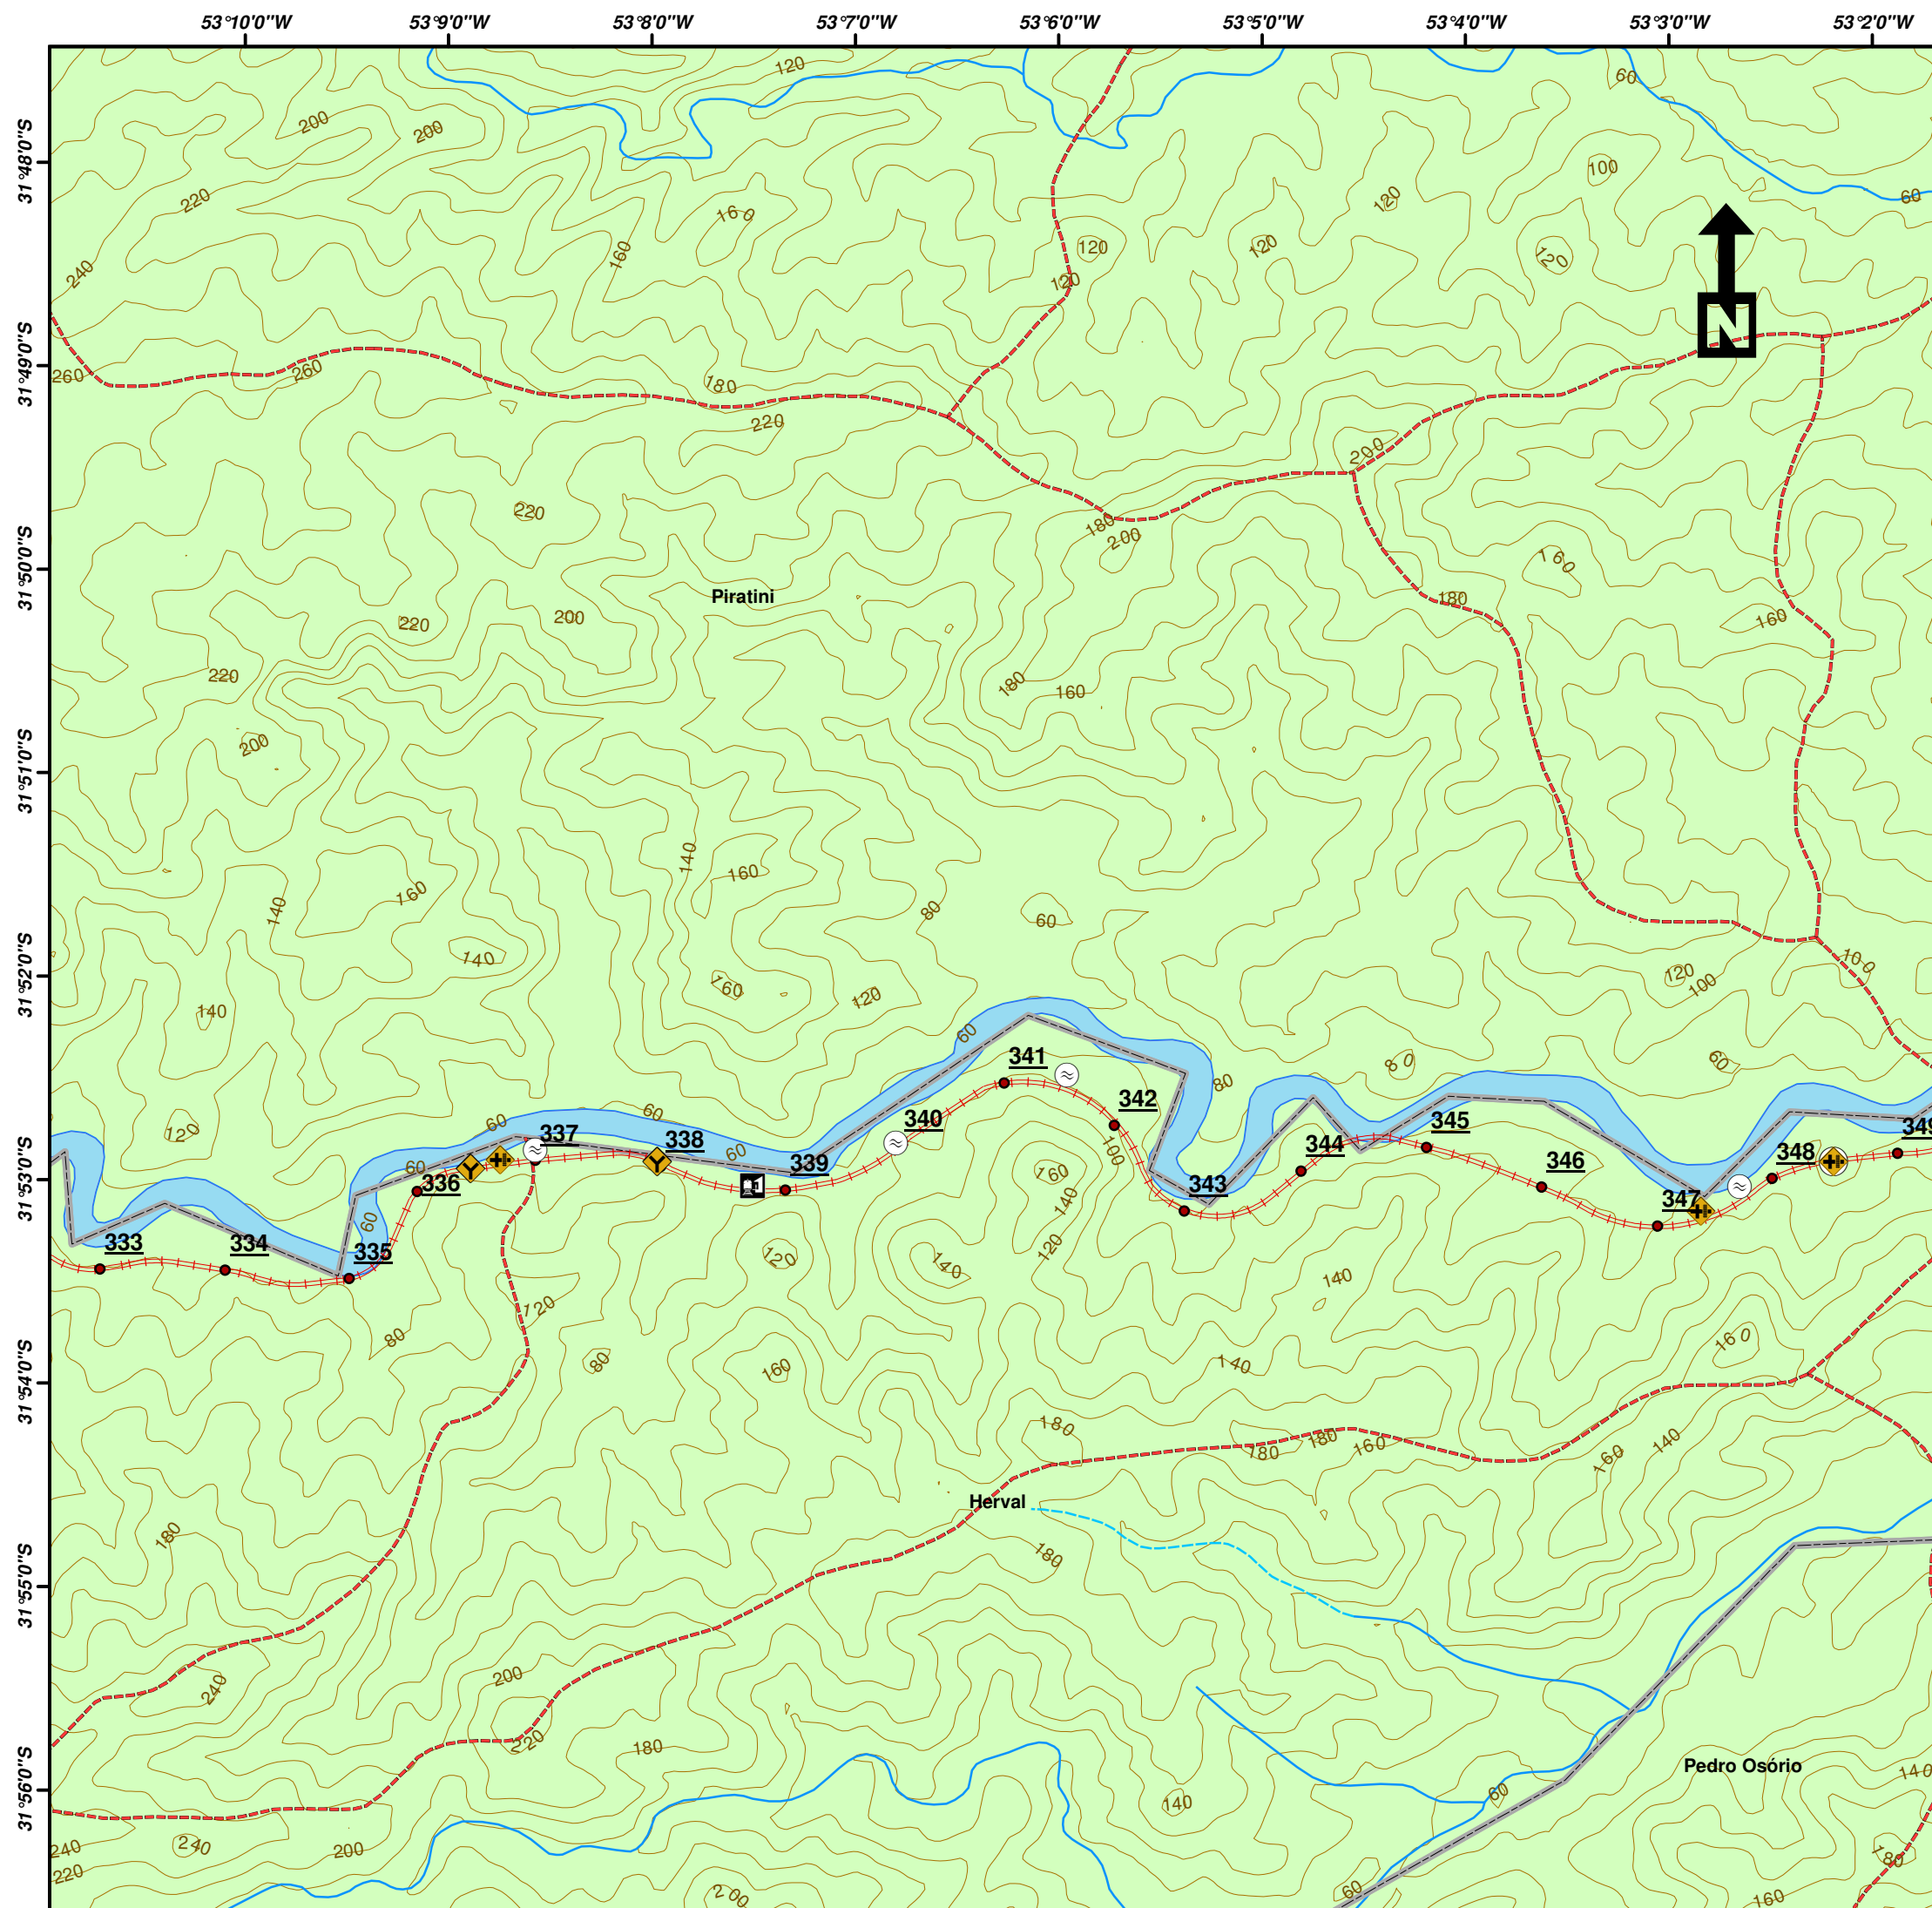 53°10'0"W 53°9'0"W 53°8'0"W 53°7'0"W 53°6'0"W 53°5'0"W 53°4'0"W 53°3'0"W 53°2'0"W
120 60
31°48'0"S
200 200 100
220 160 120 60
160 120 120 120
240 120
N
31°49'0"S
260 260 180
220 200
220 180 200
31°50'0"S
160
Piratini 180
220 200 160
220 180 160
200
31°51'0"S
140 160
160 140 80 60
31°52'0"S
140 160 120 120 100 100
140
60 80 60
341
80
60 60 342
120 337 340 345 349
60 338 344 348
31°53'0"S
60 339 100 160 346
336 343 347
60 140
333 334 335 120 120
140 140
120
80 160
31°54'0"S
80 160 140
180 180 180 160 160 140
Herval
180 180
31°55'0"S
200
240
220 180
Pedro Osório
31°56'0"S
60 140
140
240 240 200 180
220
200 60 160